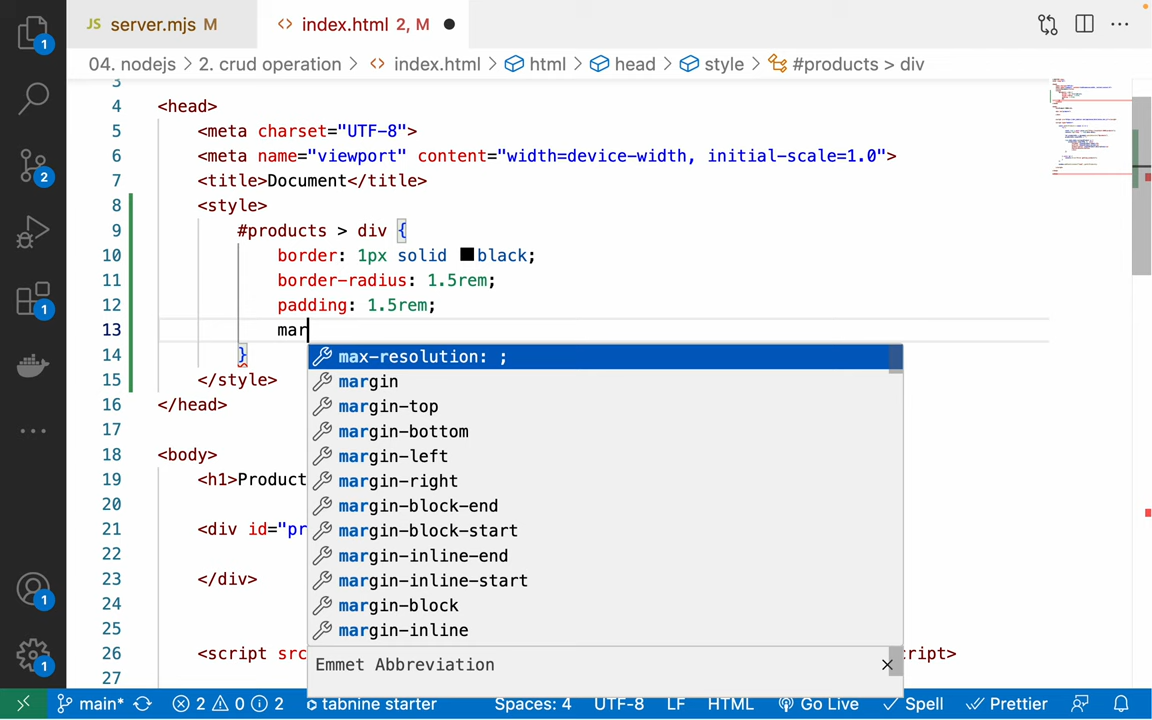 JS server.mjs M
<> index.html 2, M
04. nodejs > 2. crud operation > <> index.html > html > head > style > #products > div
3
4 <head>
5 <meta charset="UTF-8">
6 <meta name="viewport" content="width=device-width, initial-scale=1.0">
7 <title>Document</title>
8 <style>
9 #products > div {
10 border: 1px solid black;
11 border-radius: 1.5rem;
12 padding: 1.5rem;
13 mar
14 }
15 </style>
16 </head>
17
18 <body>
19 <h1>Product
20
21 <div id="pr
22
23 </div>
24
25
26 <script src ript>
27
max-resolution: ;
margin
margin-top
margin-bottom
margin-left
margin-right
margin-block-end
margin-block-start
margin-inline-end
margin-inline-start
margin-block
margin-inline
Emmet Abbreviation
1
2
1
1
1
main* 2 0 2 tabnine starter Spaces: 4 UTF-8 LF HTML Go Live Spell Prettier